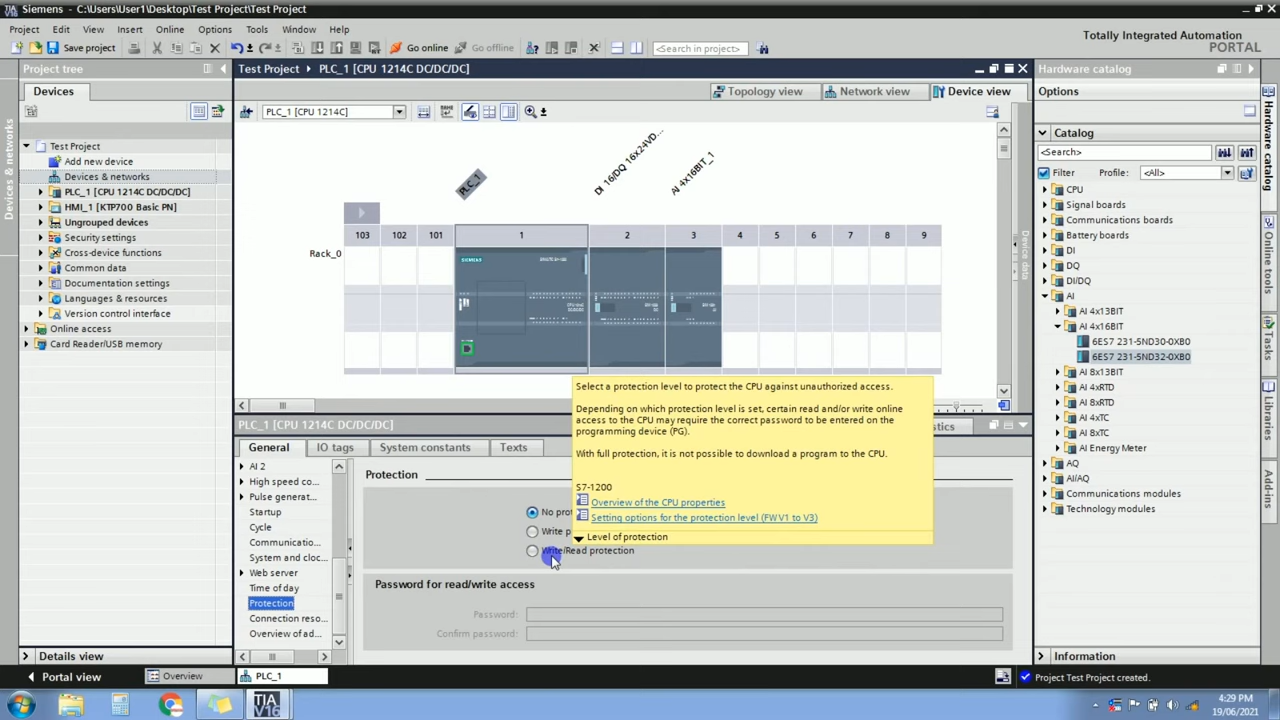 Siemens - C:\Users\User1\Desktop\Test Project\Test Project
Project Edit View Insert Online Options Tools Window Help
Totally Integrated Automation
PORTAL
Save project
Go online
Go offline
<Search in project>
Project tree
Devices
Devices & networks
Test Project
Add new device
Devices & networks
PLC_1 [CPU 1214C DC/DC/DC]
HMI_1 [KTP700 Basic PN]
Ungrouped devices
Security settings
Cross-device functions
Common data
Documentation settings
Languages & resources
Version control interface
Online access
Card Reader/USB memory
Details view
Test Project PLC_1 [CPU 1214C DC/DC/DC]
Topology view Network view Device view
PLC_1 [CPU 1214C]
PLC_1
DI 16/DQ 16x24VD...
AI 4x16BIT_1
103 102 101 1 2 3 4 5 6 7 8 9
Rack_0
SIEMENS
Device data
PLC_1 [CPU 1214C DC/DC/DC]
General IO tags System constants Texts
AI 2
High speed co...
Pulse generat...
Startup
Cycle
Communicatio...
System and cloc...
Web server
Time of day
Protection
Connection reso...
Overview of ad...
Protection
No pro
Write p
Write/Read protection
Password for read/write access
Password:
Confirm password:
Select a protection level to protect the CPU against unauthorized access.
Depending on which protection level is set, certain read and/or write online
access to the CPU may require the correct password to be entered on the
programming device (PG).
With full protection, it is not possible to download a program to the CPU.
S7-1200
Overview of the CPU properties
Setting options for the protection level (FW V1 to V3)
Level of protection
Hardware catalog
Options
Catalog
<Search>
Filter Profile: <All>
CPU
Signal boards
Communications boards
Battery boards
DI
DQ
DI/DQ
AI
AI 4x13BIT
AI 4x16BIT
6ES7 231-5ND30-0XB0
6ES7 231-5ND32-0XB0
AI 8x13BIT
AI 4xRTD
AI 8xRTD
AI 4xTC
AI 8xTC
AI Energy Meter
AQ
AI/AQ
Communications modules
Technology modules
Information
Hardware catalog
Online tools
Tasks
Libraries
Portal view
Overview
PLC_1
Project Test Project created.
TIA
V16
4:29 PM
19/06/2021